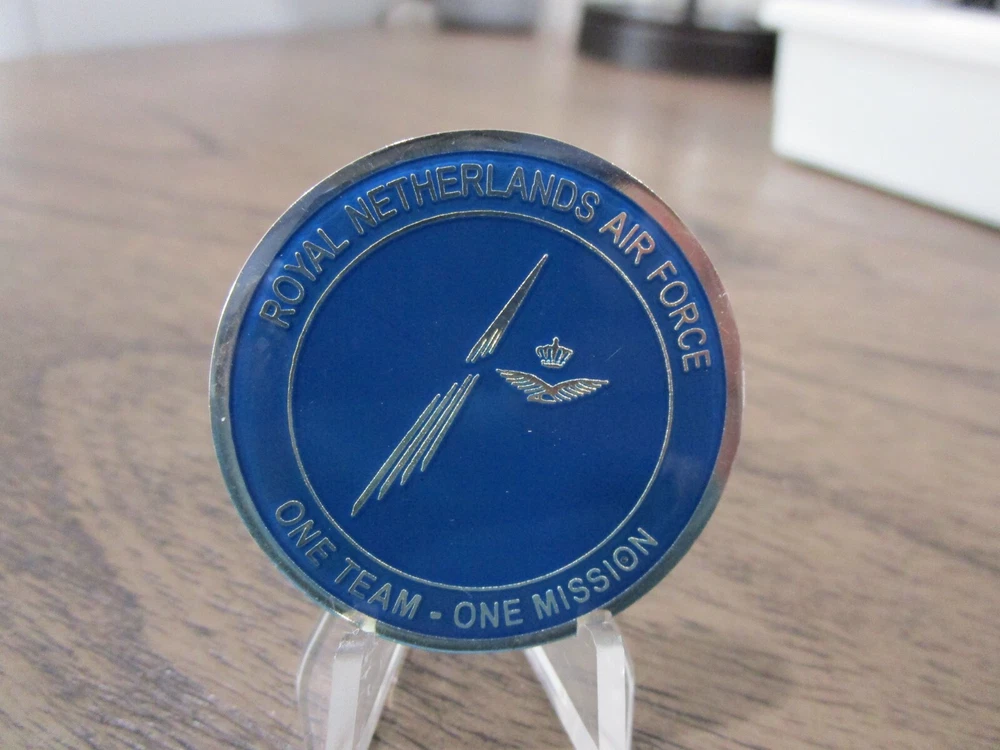 ROYAL NETHERLANDS AIR FORCE
ONE TEAM - ONE MISSION